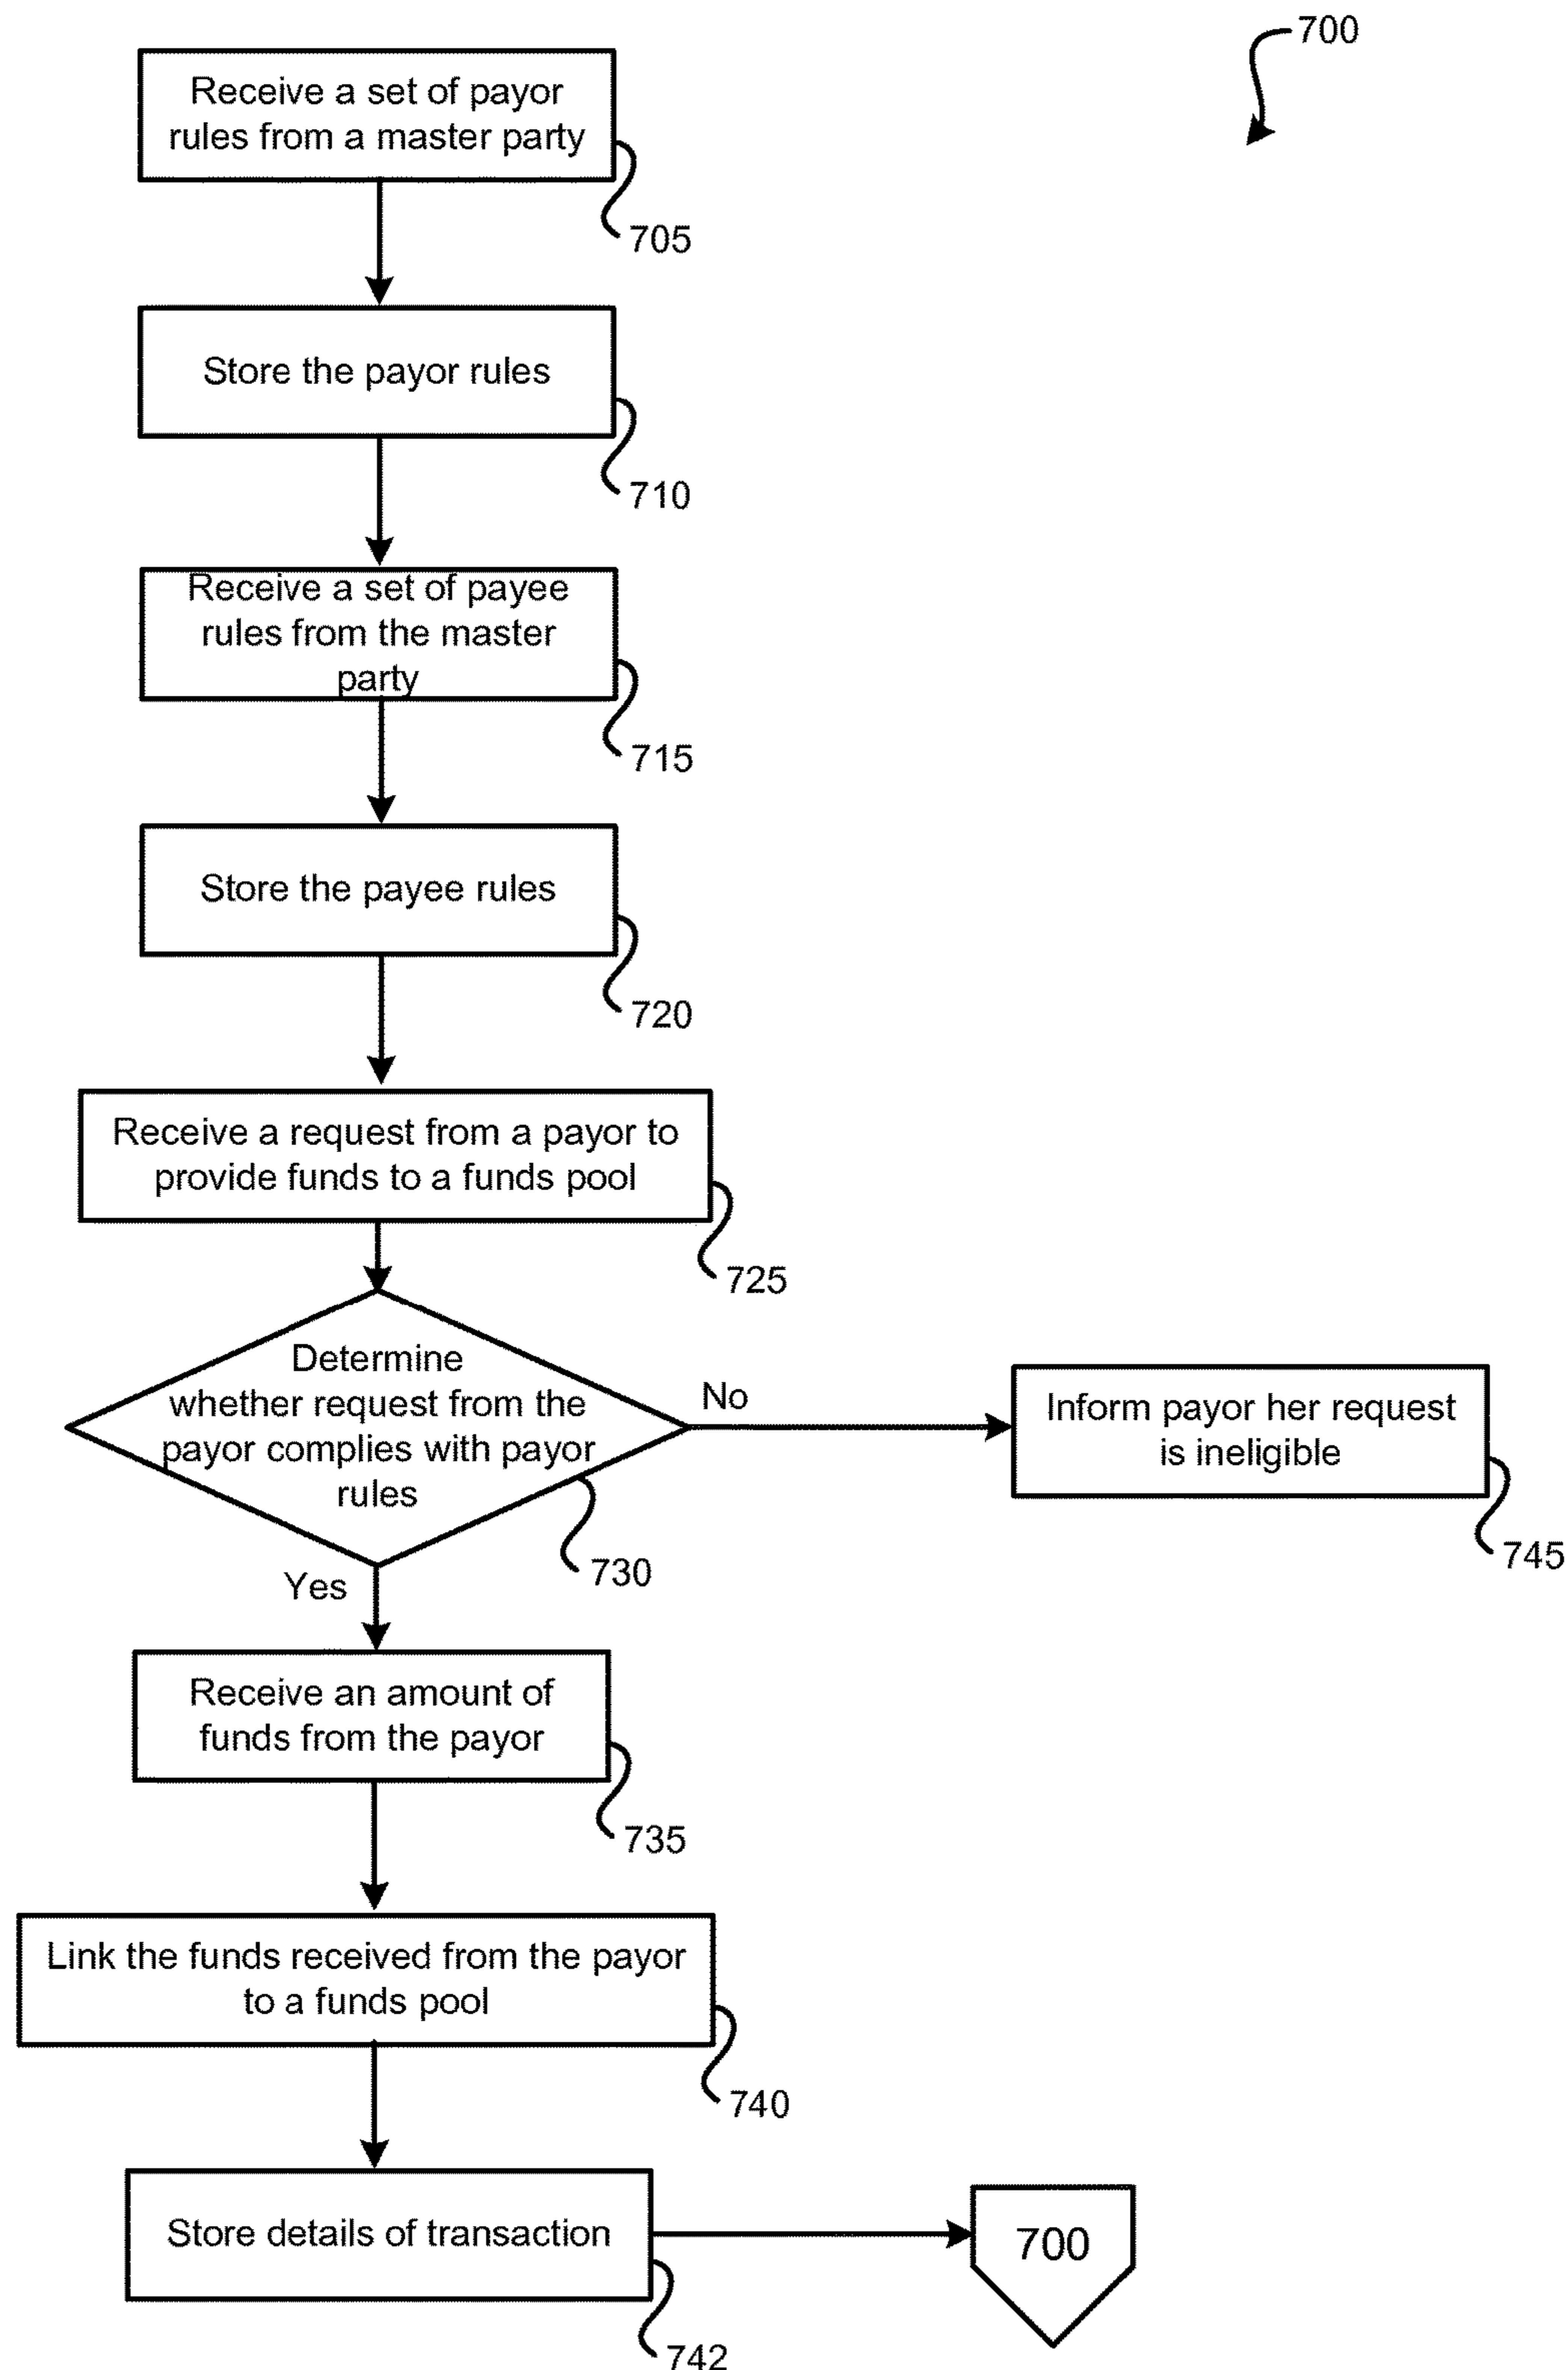 700
Receive a set of payor
rules from a master party
705
Store the payor rules
710
Receive a set of payee
rules from the master
party
715
Store the payee rules
720
Receive a request from a payor to
provide funds to a funds pool
725
Determine
whether request from the
payor complies with payor
rules
730
No
Inform payor her request
is ineligible
745
Yes
Receive an amount of
funds from the payor
735
Link the funds received from the payor
to a funds pool
740
Store details of transaction
742
700